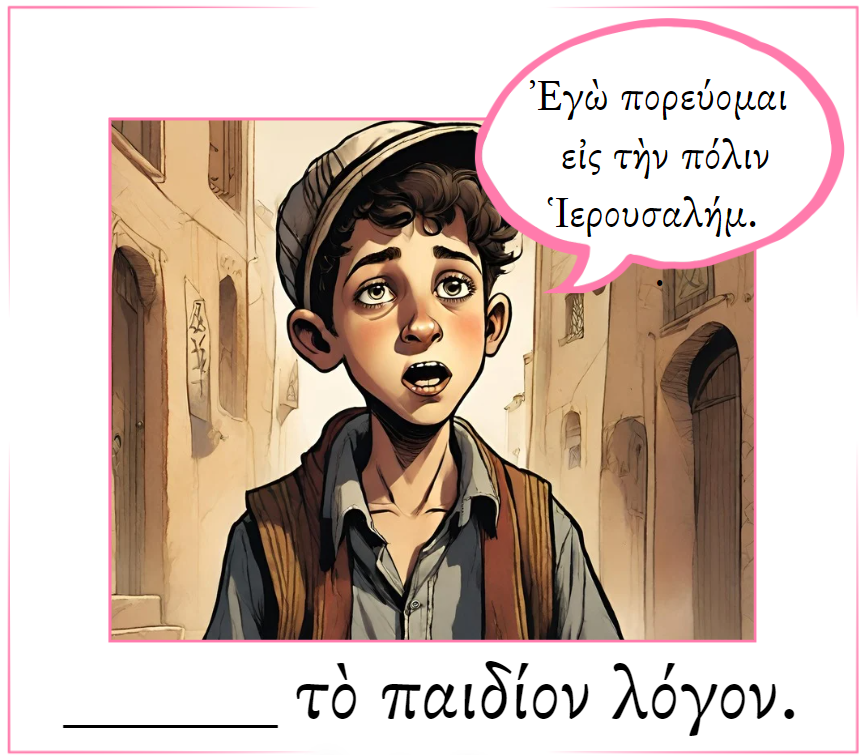 Ἐγὼ πορεύομαι
εἰς τὴν πόλιν
Ἱερουσαλήμ.
_______ τὸ παιδίον λόγον.